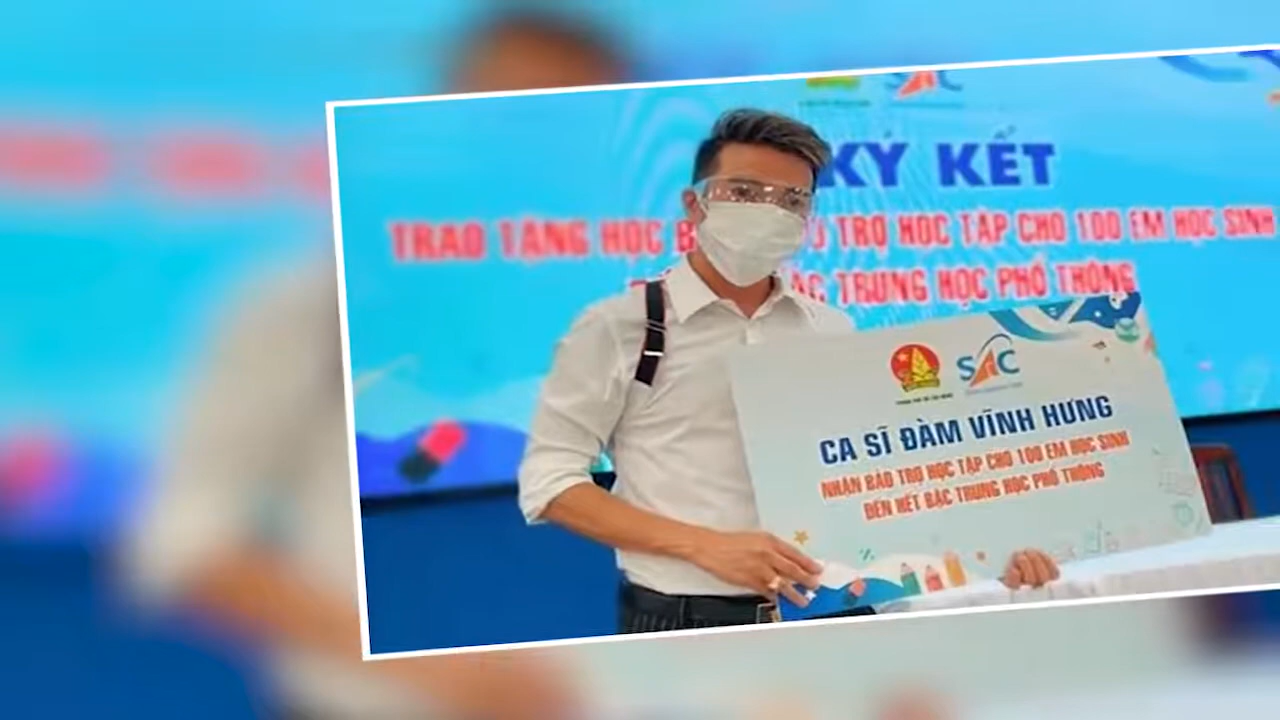 KÝ KẾT
TRAO TẶNG HỌC TRỢ HỌC TẬP CHO 100 EM HỌC SINH
TRUNG HỌC PHỔ THÔNG
SAC
CA SĨ ĐÀM VĨNH HƯNG
NHẬN BẢO TRỢ HỌC TẬP CHO 100 EM HỌC SINH
ĐẾN HẾT BẬC TRUNG HỌC PHỔ THÔNG